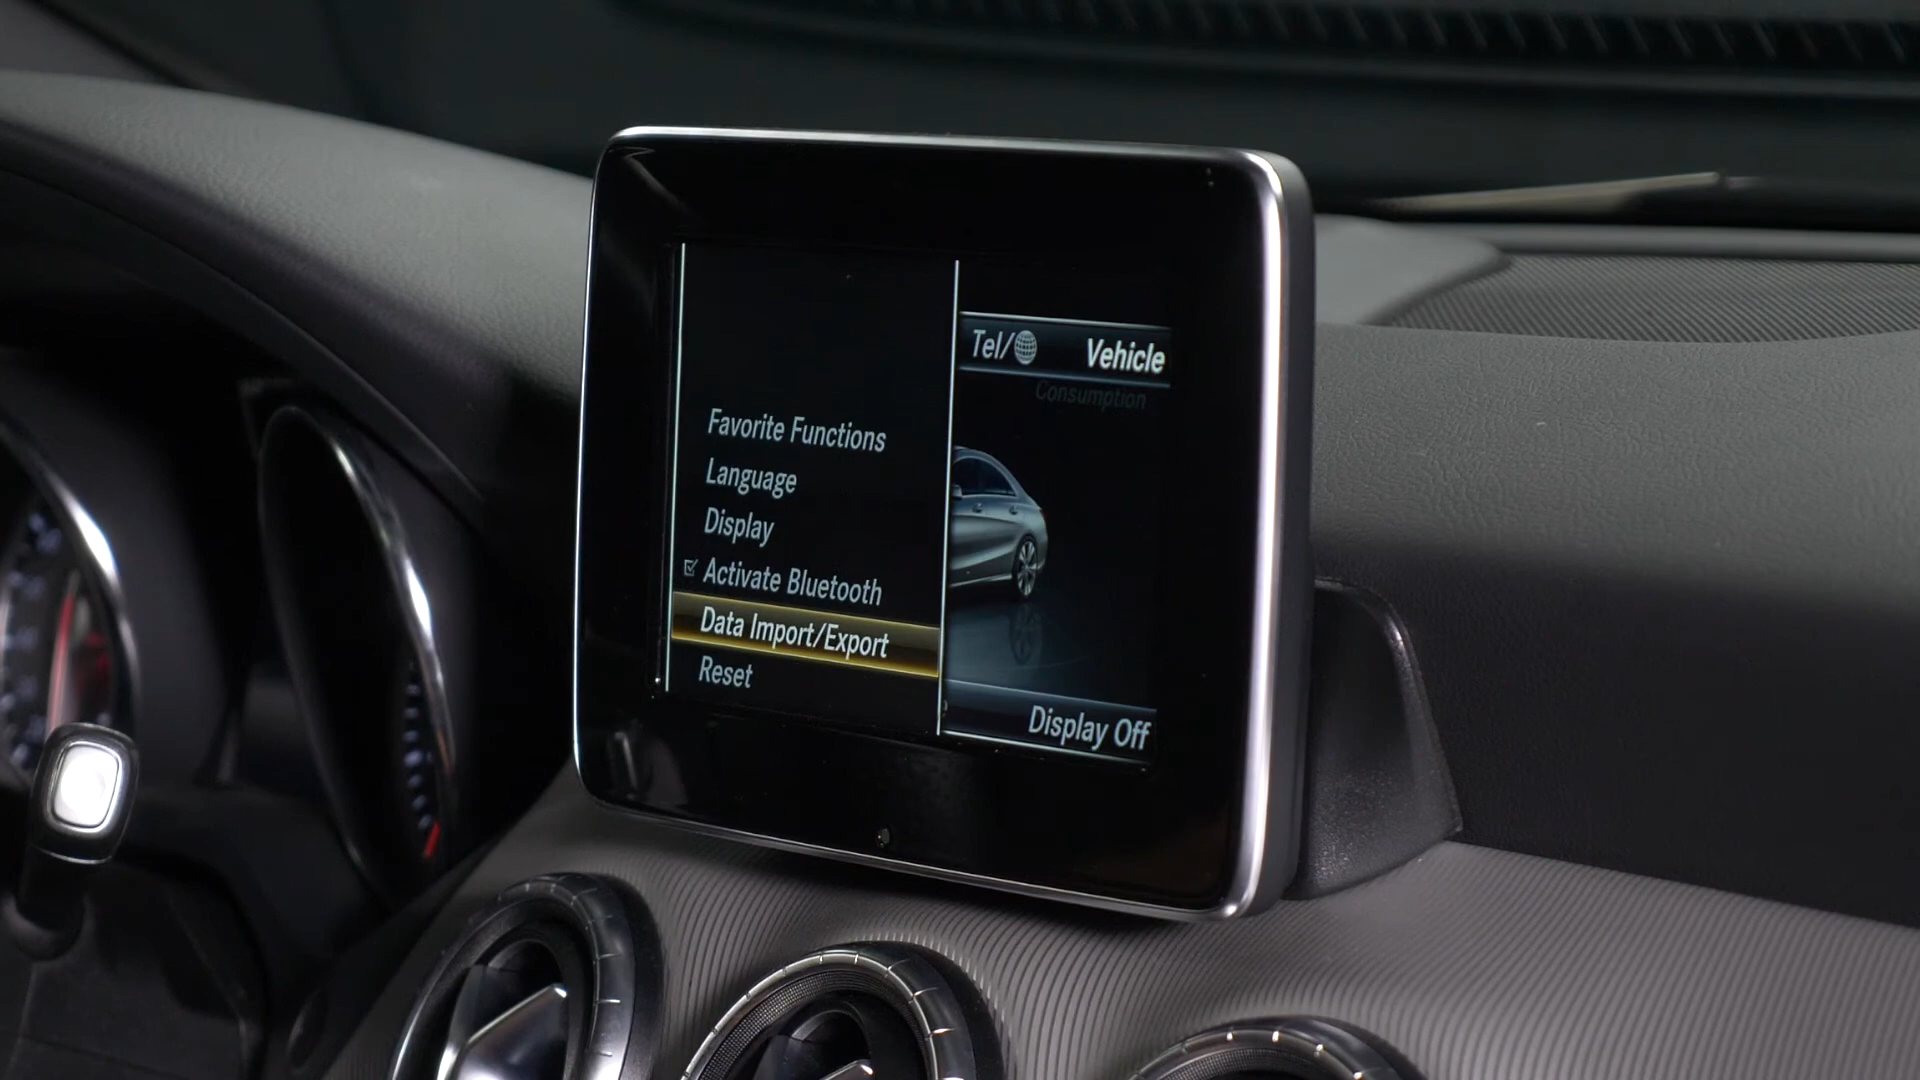 Tel/ Vehicle
Consumption
Favorite Functions
Language
Display
Activate Bluetooth
Data Import/Export
Reset
Display Off